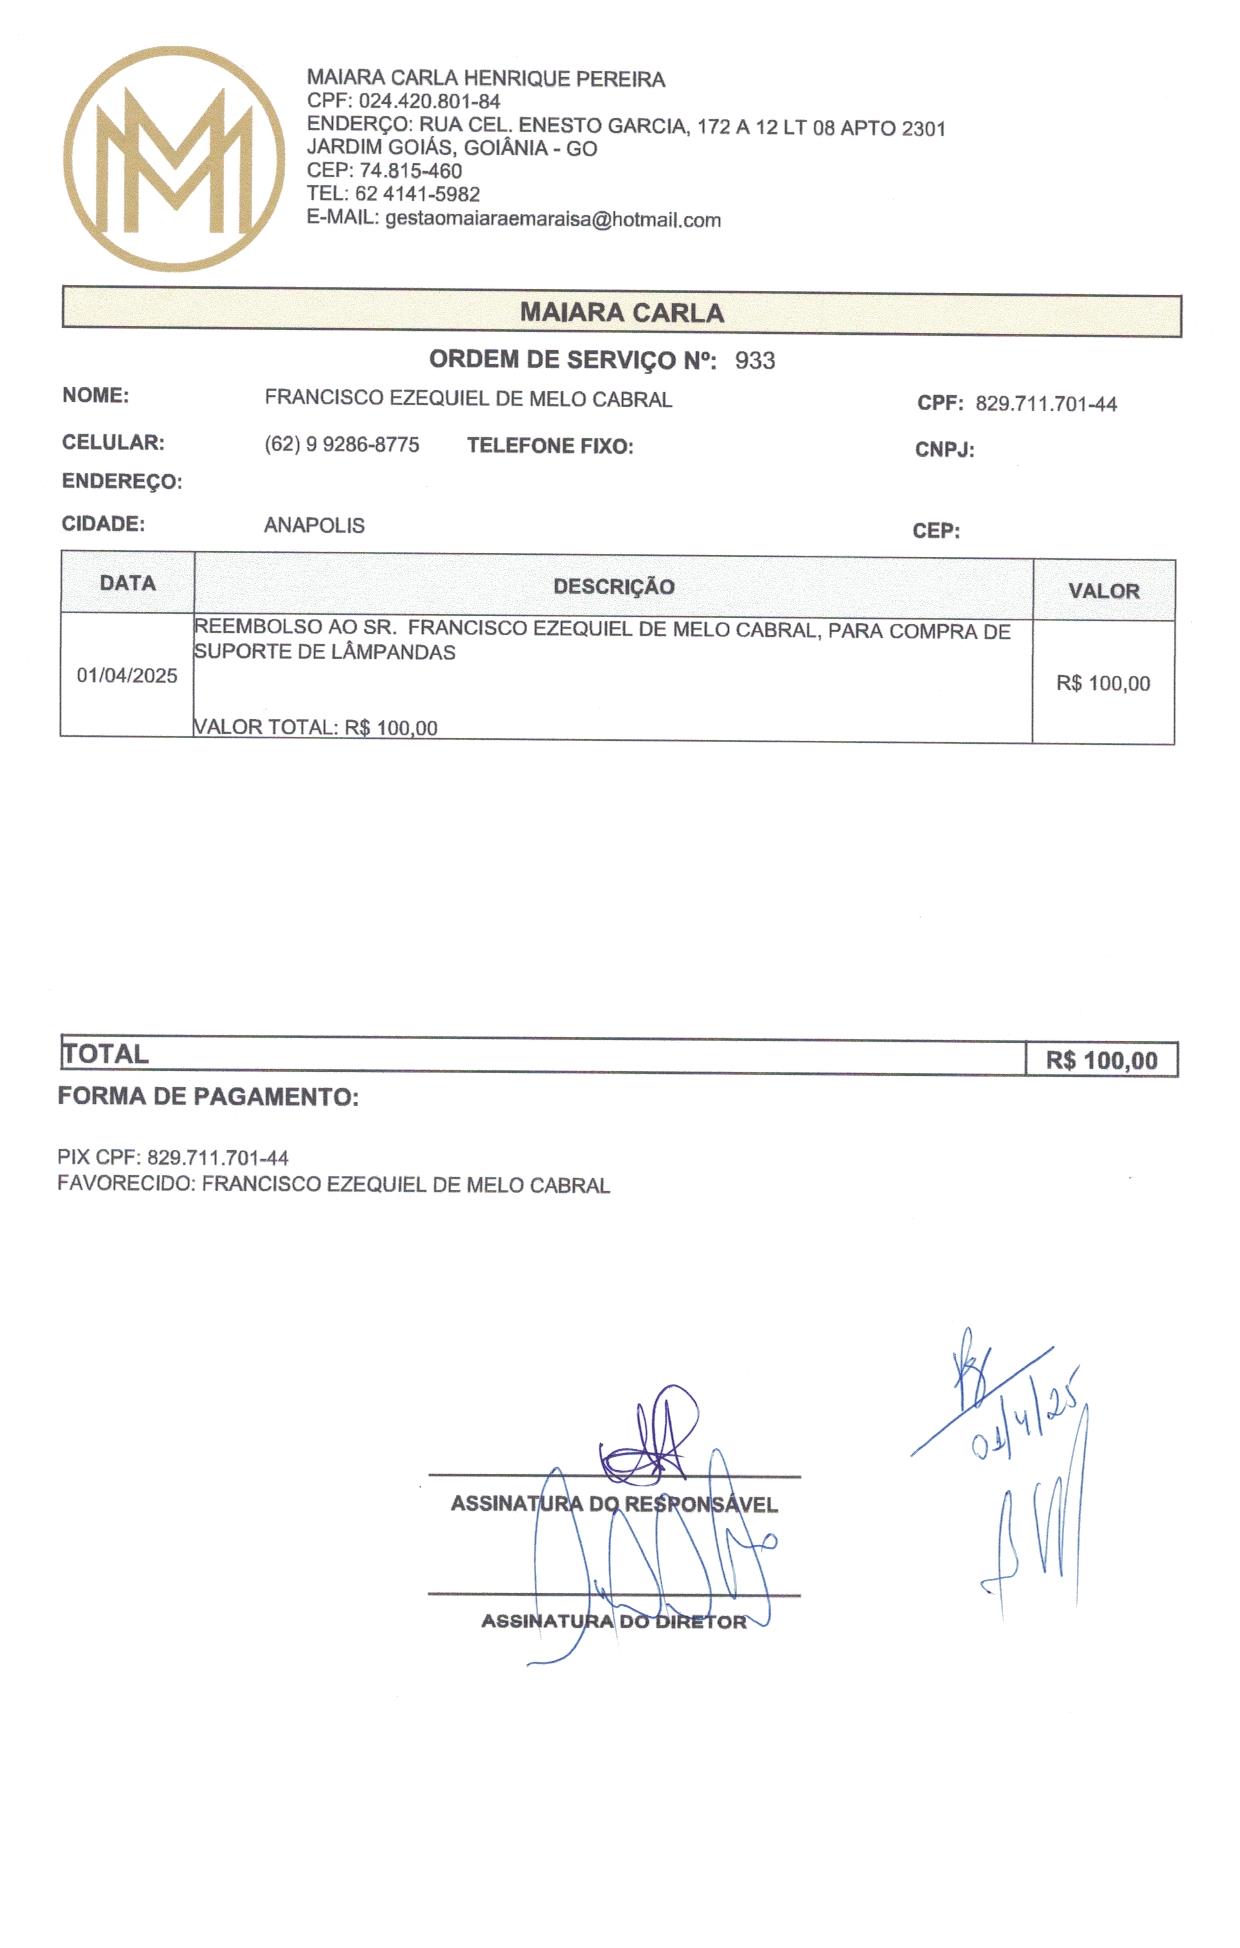 MAIARA CARLA HENRIQUE PEREIRA
CPF: 024.420.801-84
ENDERÇO: RUA CEL. ENESTO GARCIA, 172 A 12 LT 08 APTO 2301
JARDIM GOIÁS, GOIÂNIA - GO
CEP: 74.815-460
TEL: 62 4141-5982
E-MAIL: gestaomaiaraemaraisa@hotmail.com
MAIARA CARLA
ORDEM DE SERVIÇO Nº: 933
NOME: FRANCISCO EZEQUIEL DE MELO CABRAL CPF: 829.711.701-44
CELULAR: (62) 9 9286-8775 TELEFONE FIXO: CNPJ:
ENDEREÇO:
CIDADE: ANAPOLIS CEP:
DATA DESCRIÇÃO VALOR
REEMBOLSO AO SR. FRANCISCO EZEQUIEL DE MELO CABRAL, PARA COMPRA DE
SUPORTE DE LÂMPANDAS
01/04/2025 R$ 100,00
VALOR TOTAL: R$ 100,00
TOTAL R$ 100,00
FORMA DE PAGAMENTO:
PIX CPF: 829.711.701-44
FAVORECIDO: FRANCISCO EZEQUIEL DE MELO CABRAL
01/4/25
ASSINATURA DO RESPONSÁVEL
ASSINATURA DO DIRETOR